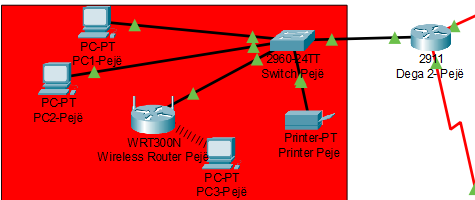 PC-PT
PC1-Pejë
2960-24TT
Switch Pejë
2911
Dega 2-Pejë
PC-PT
PC2-Pejë
WRT300N
Wireless Router Pejë
Printer-PT
Printer Peje
PC-PT
PC3-Pejë